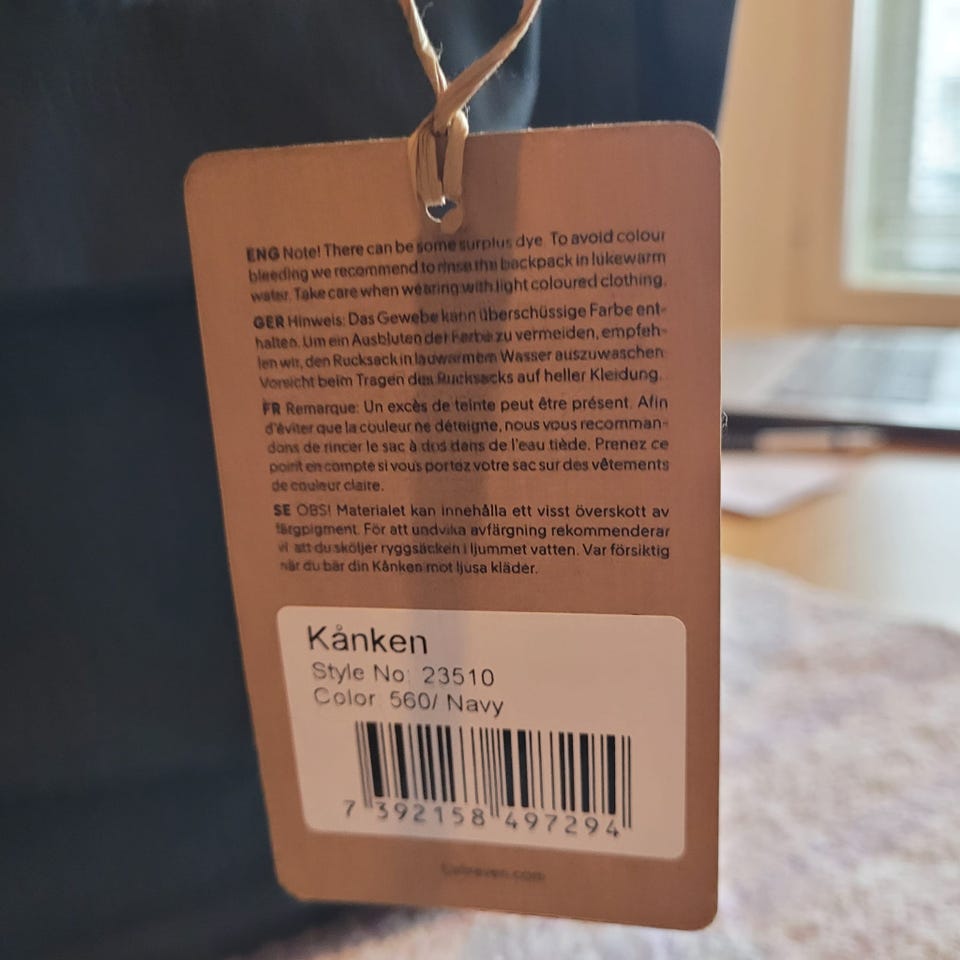 ENG Note! There can be some surplus dye. To avoid colour
bleeding we recommend to rinse this backpack in lukewarm
water. Take care when wearing with light coloured clothing.
GER Hinweis: Das Gewebe kann überschüssige Farbe ent-
halten. Um ein Ausbluten der Farbe zu vermeiden, empfeh-
len wir, den Rucksack in lauwarmem Wasser auszuwaschen.
Vorsicht beim Tragen des Rucksacks auf heller Kleidung.
FR Remarque: Un excès de teinte peut être présent. Afin
d'éviter que la couleur ne déteigne, nous vous recomman-
dons de rincer le sac à dos dans de l'eau tiède. Prenez ce
point en compte si vous portez votre sac sur des vêtements
de couleur claire.
SE OBS! Materialet kan innehålla ett visst överskott av
färgpigment. För att undvika avfärgning rekommenderar
vi att du sköljer ryggsäcken i ljummet vatten. Var försiktig
när du bär din Kånken mot ljusa kläder.
Kånken
Style No: 23510
Color: 560/ Navy
7 392158 497294